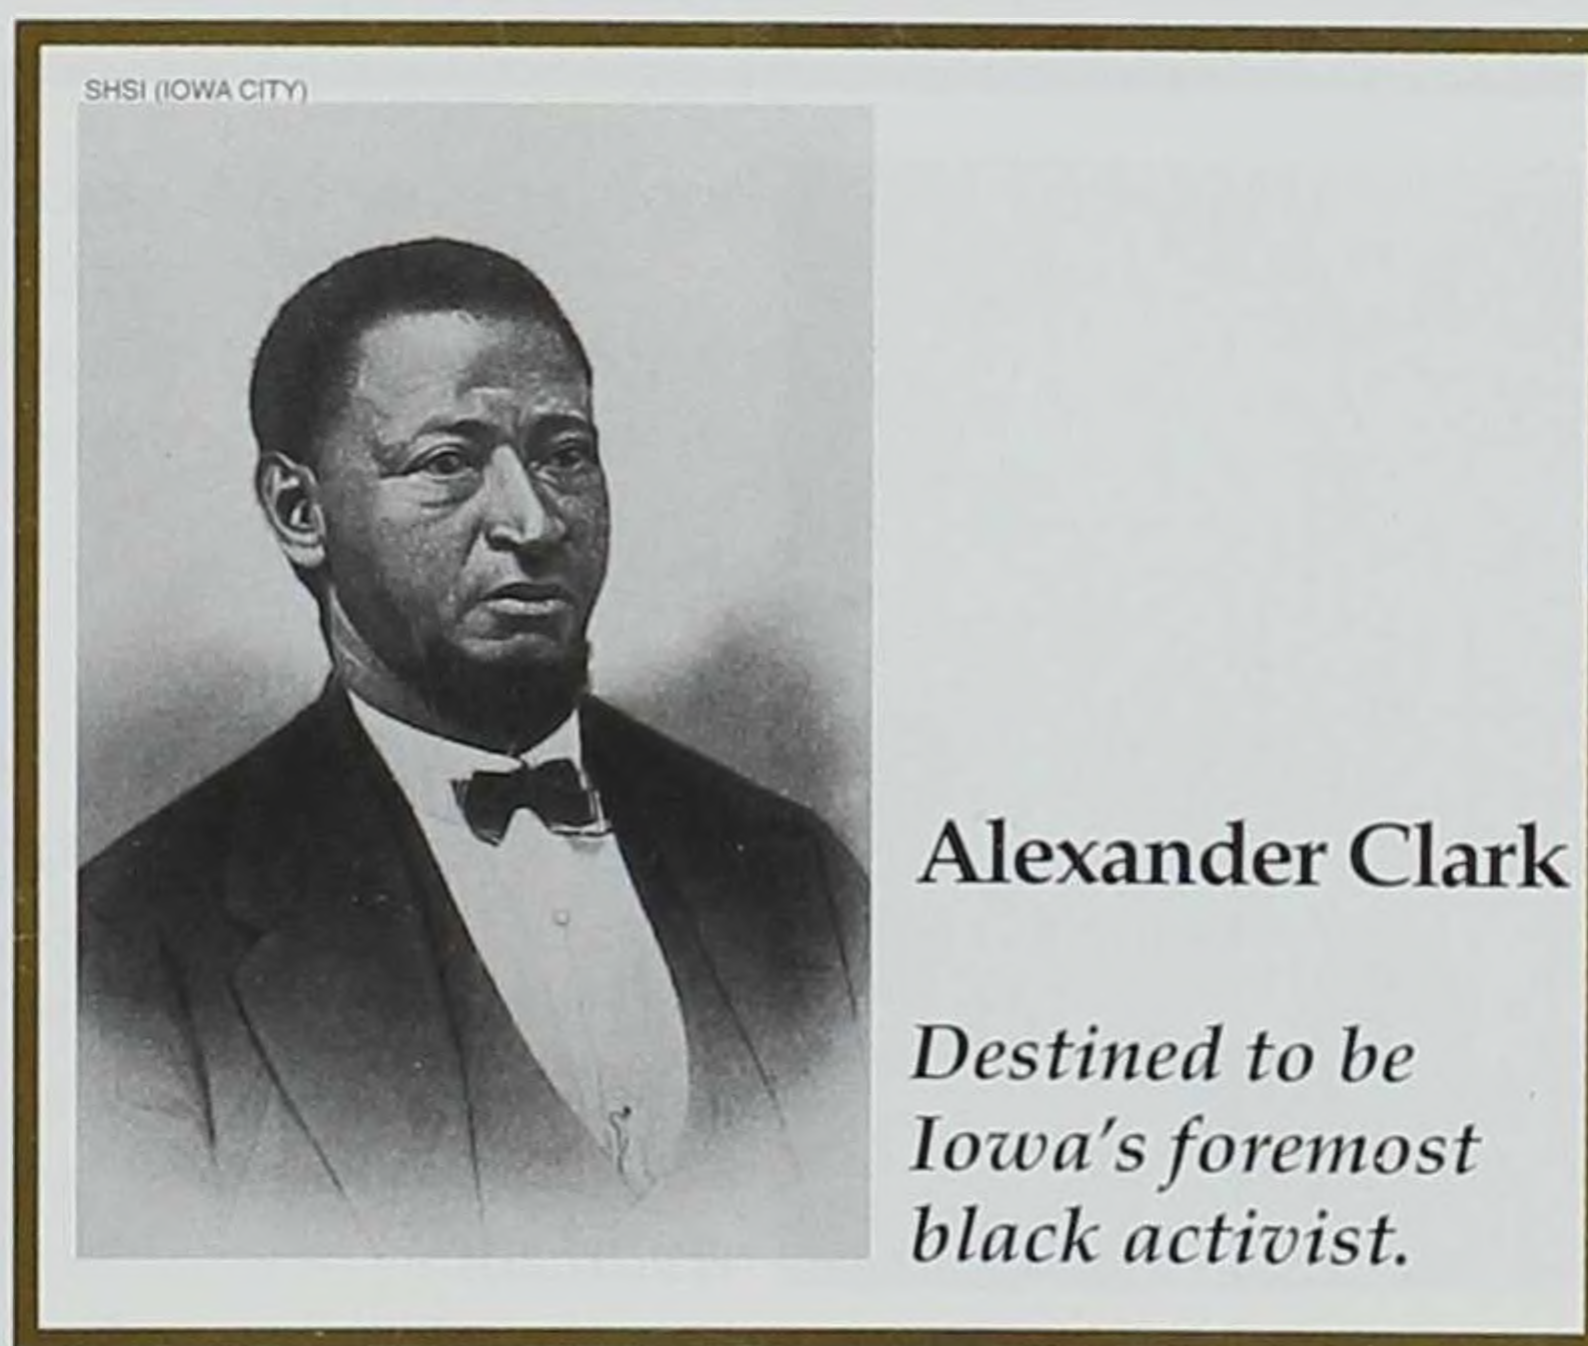 SHSI (IOWA CITY)
Alexander Clark
Destined to be
Iowa's foremost
black activist.